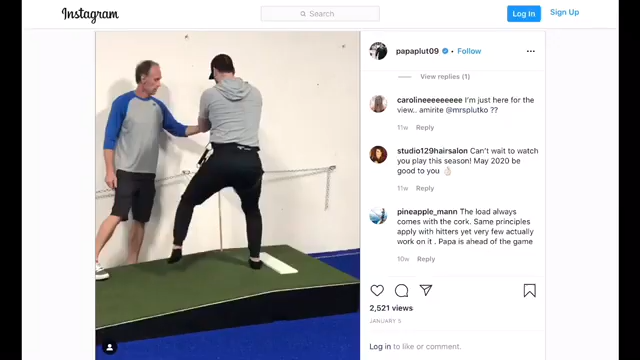 Instagram
Search
Log In
Sign Up
papaplut09
Follow
View replies (1)
carolineeeeeeeee I'm just here for the
view.. amirite @mrsplutko ??
11w Reply
studio129hairsalon Can't wait to watch
you play this season! May 2020 be
good to you 👌🏻
11w Reply
pineapple_mann The load always
comes with the cork. Same principles
apply with hitters yet very few actually
work on it . Papa is ahead of the game
10w Reply
2,521 views
JANUARY 5
Log in to like or comment.